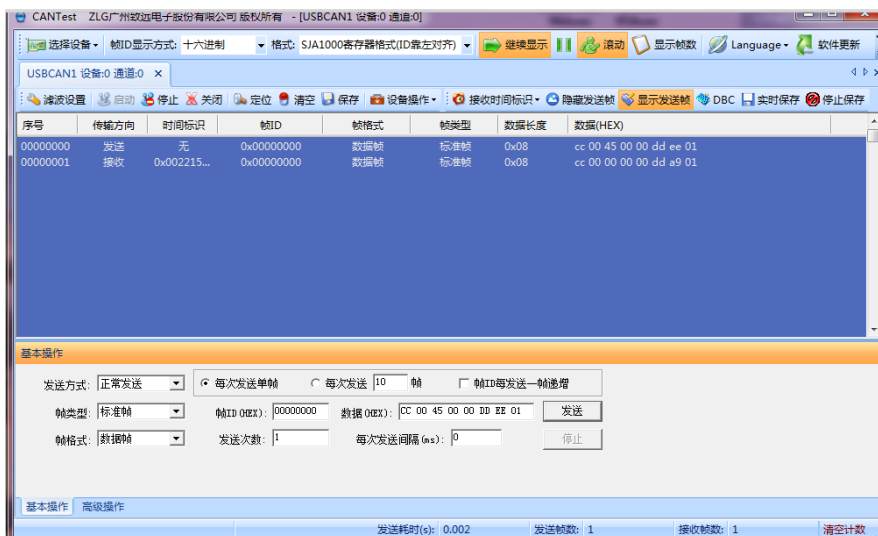 CANTest ZLG广州致远电子股份有限公司 版权所有 - [USBCAN1 设备:0 通道:0]
选择设备 帧ID显示方式: 十六进制 格式: SJA1000寄存器格式(ID靠左对齐) 继续显示 滚动 显示帧数 Language 软件更新
USBCAN1 设备:0 通道:0 ×
滤波设置 启动 停止 关闭 定位 清空 保存 设备操作 接收时间标识 隐藏发送帧 显示发送帧 DBC 实时保存 停止保存
序号 传输方向 时间标识 帧ID 帧格式 帧类型 数据长度 数据(HEX)
00000000 发送 无 0x00000000 数据帧 标准帧 0x08 cc 00 45 00 00 dd ee 01
00000001 接收 0x002215... 0x00000000 数据帧 标准帧 0x08 cc 00 00 00 00 dd a9 01
基本操作
发送方式: 正常发送 每次发送单帧 每次发送 10 帧 帧ID每发送一帧递增
帧类型: 标准帧 帧ID(HEX): 00000000 数据(HEX): CC 00 45 00 00 DD EE 01 发送
帧格式: 数据帧 发送次数: 1 每次发送间隔(ms): 0 停止
基本操作 高级操作
发送耗时(s): 0.002 发送帧数: 1 接收帧数: 1 清空计数